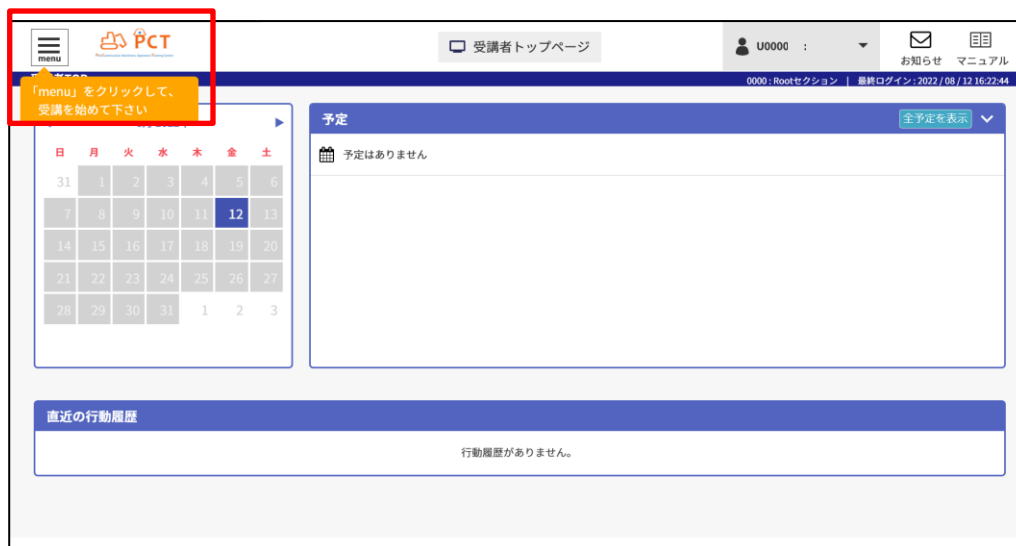 menu
PCT
受講者トップページ
U0000 :
お知らせ
マニュアル
0000 : Rootセクション | 最終ログイン : 2022 / 08 / 12 16:22:44
「menu」をクリックして、
受講を始めて下さい
日 月 火 水 木 金 土
31 1 2 3 4 5 6
7 8 9 10 11 12 13
14 15 16 17 18 19 20
21 22 23 24 25 26 27
28 29 30 31 1 2 3
予定
全予定を表示
予定はありません
直近の行動履歴
行動履歴がありません。